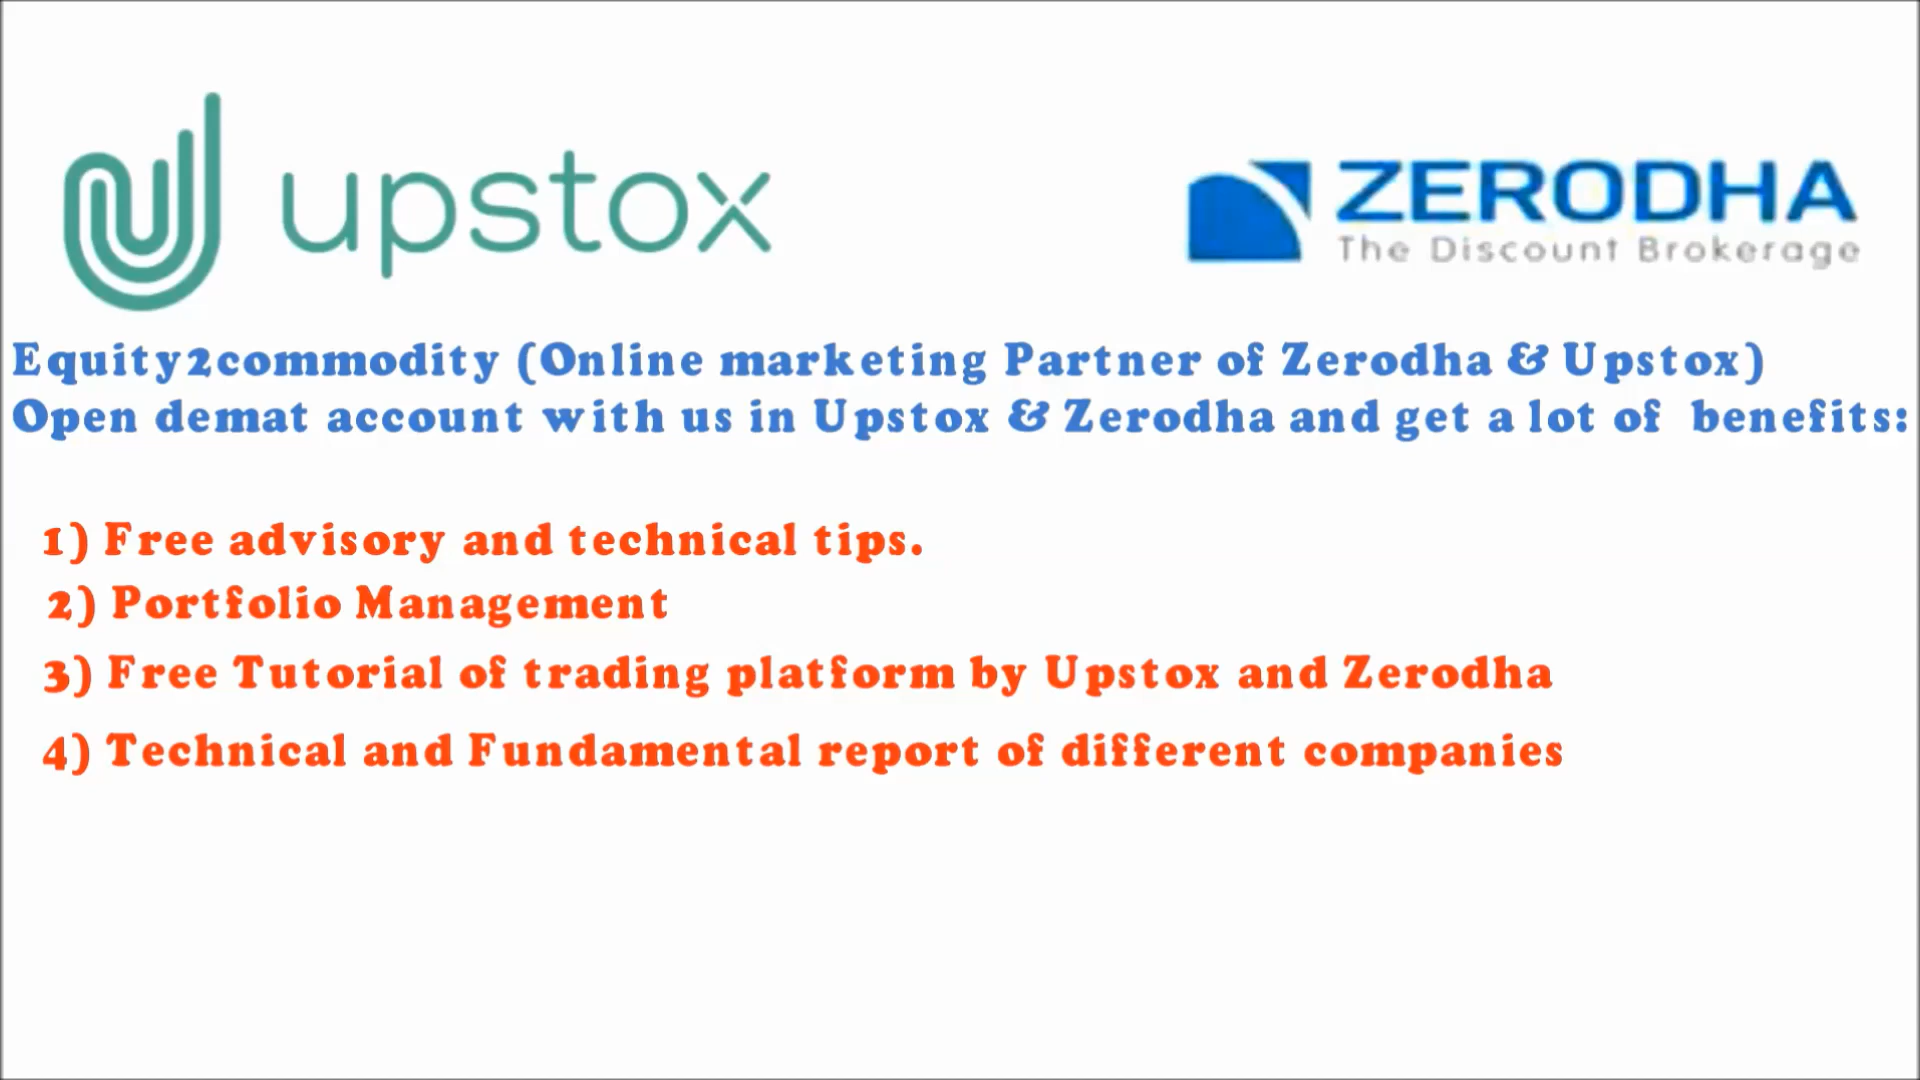 upstox
ZERODHA
The Discount Brokerage
Equity2commodity (Online marketing Partner of Zerodha & Upstox)
Open demat account with us in Upstox & Zerodha and get a lot of benefits:
1) Free advisory and technical tips.
2) Portfolio Management
3) Free Tutorial of trading platform by Upstox and Zerodha
4) Technical and Fundamental report of different companies